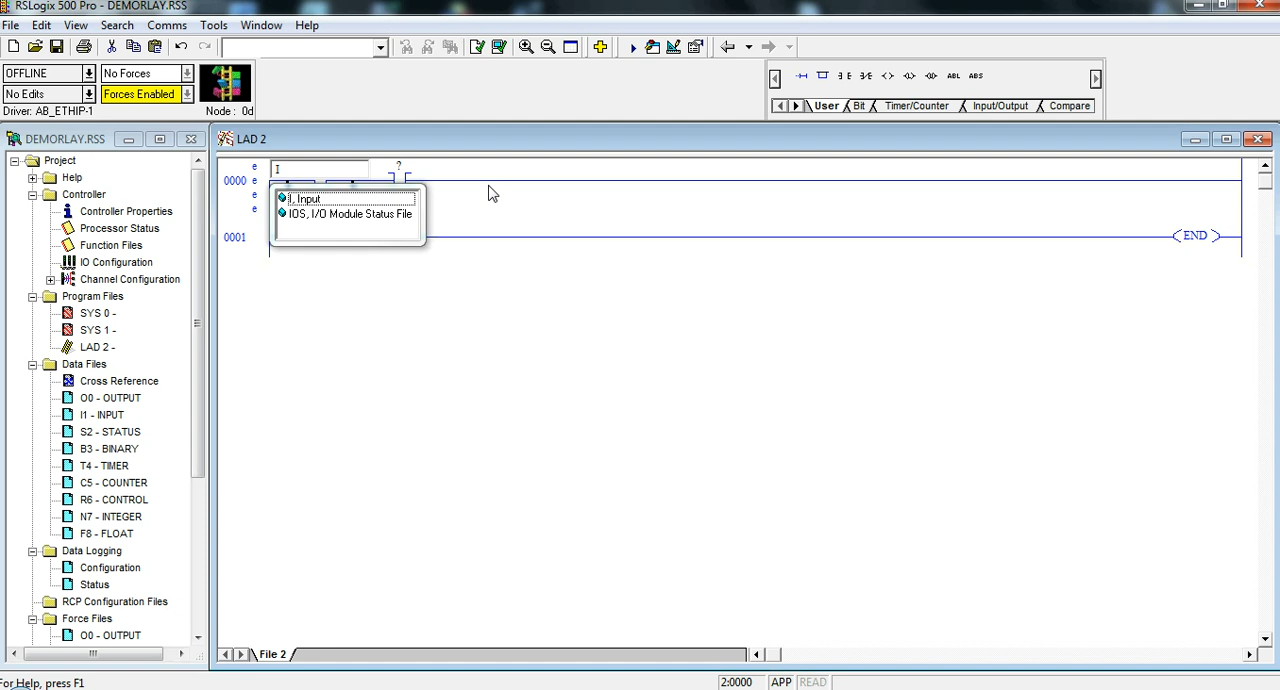 RSLogix 500 Pro - DEMORLAY.RSS
File Edit View Search Comms Tools Window Help
OFFLINE No Forces
No Edits Forces Enabled
Driver: AB_ETHIP-1 Node : 0d
ABL ABS
User Bit Timer/Counter Input/Output Compare
DEMORLAY.RSS
Project
Help
Controller
Controller Properties
Processor Status
Function Files
IO Configuration
Channel Configuration
Program Files
SYS 0 -
SYS 1 -
LAD 2 -
Data Files
Cross Reference
O0 - OUTPUT
I1 - INPUT
S2 - STATUS
B3 - BINARY
T4 - TIMER
C5 - COUNTER
R6 - CONTROL
N7 - INTEGER
F8 - FLOAT
Data Logging
Configuration
Status
RCP Configuration Files
Force Files
O0 - OUTPUT
LAD 2
e I ?
0000 e
e
e
I, Input
IOS, I/O Module Status File
0001 END
File 2
For Help, press F1
2:0000 APP READ